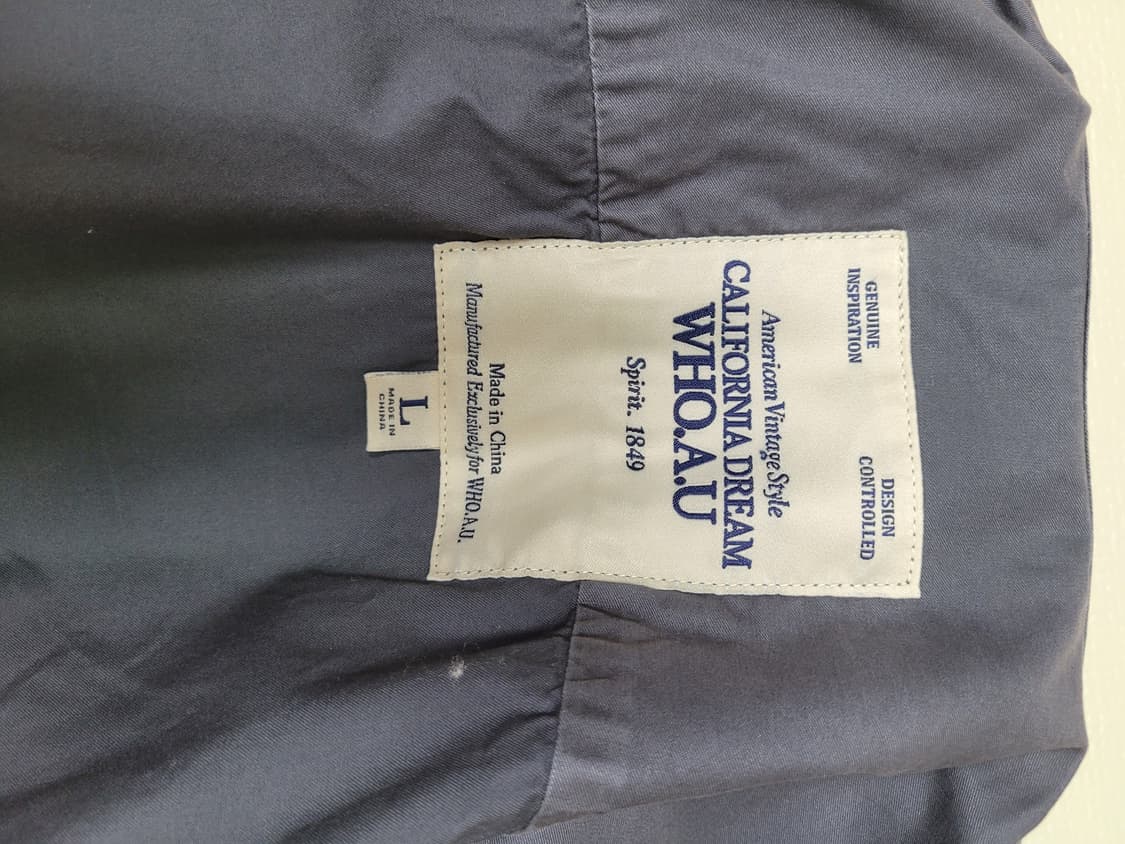 GENUINE
INSPIRATION
DESIGN
CONTROLLED
American Vintage Style
CALIFORNIA DREAM
WHO.A.U
Spirit. 1849
Made in China
Manufactured Exclusively for WHO.A.U.
L
MADE IN
CHINA